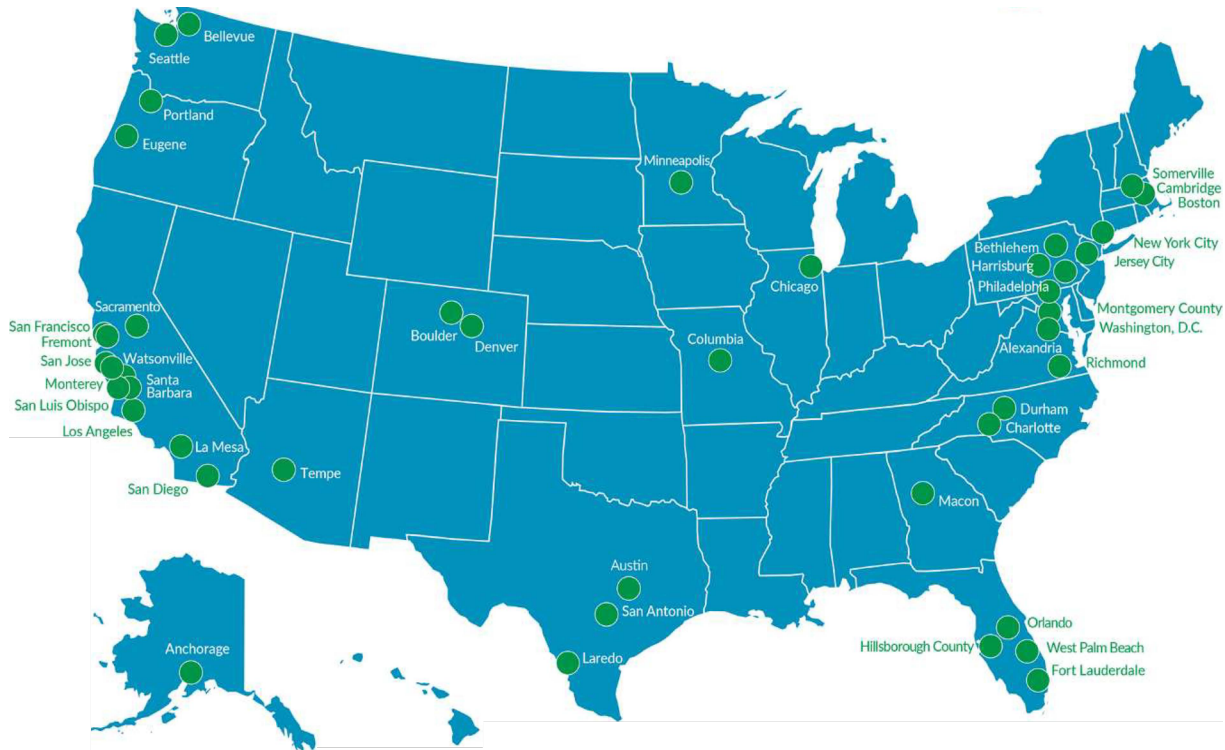 Bellevue
Seattle
Portland
Eugene
Minneapolis
Somerville
Cambridge
Boston
New York City
Bethlehem
Jersey City
Harrisburg
Philadelphia
Chicago
Sacramento
Montgomery County
San Francisco
Washington, D.C.
Fremont
Boulder
Denver
Columbia
Alexandria
San Jose
Watsonville
Richmond
Monterey
Santa
Barbara
San Luis Obispo
Durham
Los Angeles
Charlotte
La Mesa
Tempe
San Diego
Macon
Austin
San Antonio
Orlando
Hillsborough County
West Palm Beach
Anchorage
Laredo
Fort Lauderdale